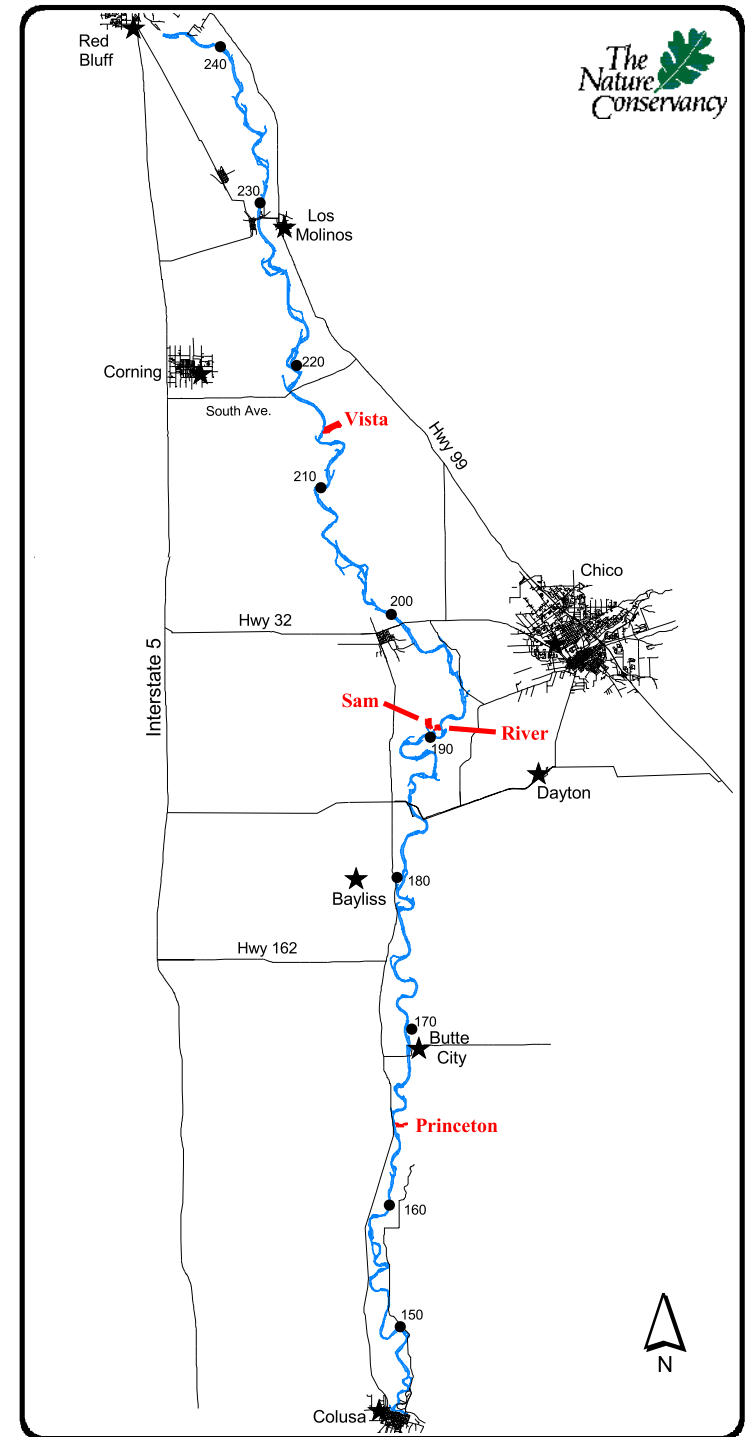 Red
Bluff
240
The
Nature
Conservancy
230
Los
Molinos
Corning
220
South Ave.
Vista
Hwy 99
210
Chico
200
Hwy 32
Interstate 5
Sam
River
190
Dayton
180
Bayliss
Hwy 162
170
Butte
City
Princeton
160
150
N
Colusa